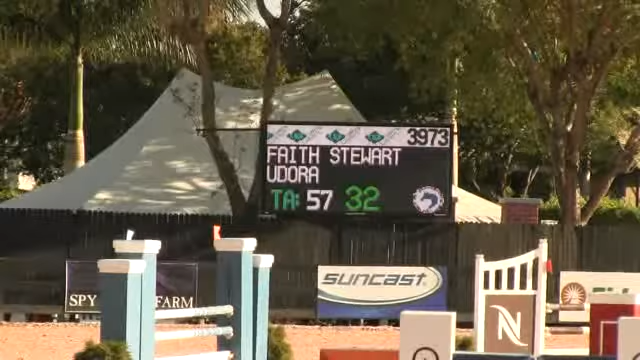 3973
FAITH STEWART
UDORA
TA: 57 32
SUNCAST
SPY FARM
N